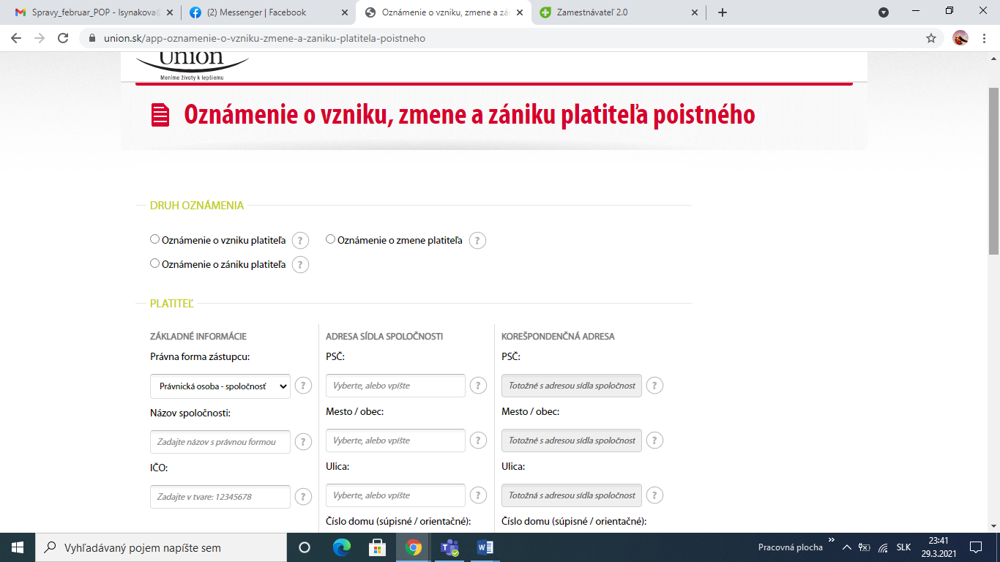 Spravy_februar_POP - lsynakova@
(2) Messenger | Facebook
Oznámenie o vzniku, zmene a zá
Zamestnávateľ 2.0
union.sk/app-oznamenie-o-vzniku-zmene-a-zaniku-platitela-poistneho
union
Meníme životy k lepšiemu
Oznámenie o vzniku, zmene a zániku platiteľa poistného
DRUH OZNÁMENIA
Oznámenie o vzniku platiteľa ? Oznámenie o zmene platiteľa ?
Oznámenie o zániku platiteľa ?
PLATITEĽ
ZÁKLADNÉ INFORMÁCIE ADRESA SÍDLA SPOLOČNOSTI KOREŠPONDENČNÁ ADRESA
Právna forma zástupcu: PSČ: PSČ:
Právnická osoba - spoločnosť ? Vyberte, alebo vpíšte ? Totožné s adresou sídla spoločnost ?
Názov spoločnosti: Mesto / obec: Mesto / obec:
Zadajte názov s právnou formou ? Vyberte, alebo vpíšte ? Totožné s adresou sídla spoločnost ?
IČO: Ulica: Ulica:
Zadajte v tvare: 12345678 ? Vyberte, alebo vpíšte ? Totožná s adresou sídla spoločnost ?
Číslo domu (súpisné / orientačné): Číslo domu (súpisné / orientačné):
Vyhľadávaný pojem napíšte sem
Pracovná plocha
SLK
23:41
29.3.2021